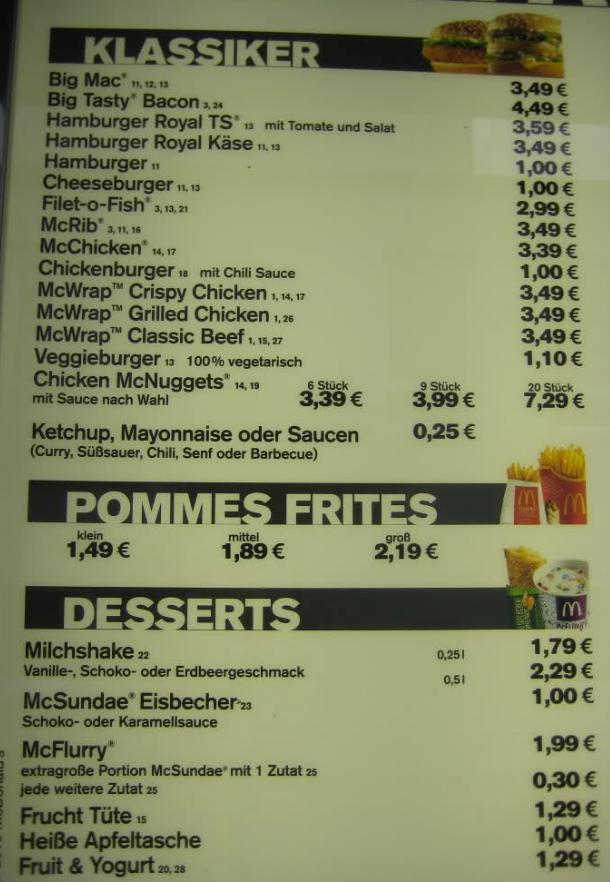 KLASSIKER
Big Mac® 11, 12, 13 3,49 €
Big Tasty® Bacon 3, 24 4,49 €
Hamburger Royal TS® 13 mit Tomate und Salat 3,59 €
Hamburger Royal Käse 11, 13 3,49 €
Hamburger 11 1,00 €
Cheeseburger 11, 13 1,00 €
Filet-o-Fish® 3, 13, 21 2,99 €
McRib® 3, 11, 16 3,49 €
McChicken® 14, 17 3,39 €
Chickenburger 18 mit Chili Sauce 1,00 €
McWrap™ Crispy Chicken 1, 14, 17 3,49 €
McWrap™ Grilled Chicken 1, 26 3,49 €
McWrap™ Classic Beef 1, 15, 27 3,49 €
Veggieburger 13 100% vegetarisch 1,10 €
Chicken McNuggets® 14, 19 6 Stück 9 Stück 20 Stück
mit Sauce nach Wahl 3,39 € 3,99 € 7,29 €
Ketchup, Mayonnaise oder Saucen 0,25 €
(Curry, Süßsauer, Chili, Senf oder Barbecue)
POMMES FRITES
klein mittel groß
1,49 € 1,89 € 2,19 €
DESSERTS
Milchshake 22 0,25 l 1,79 €
Vanille-, Schoko- oder Erdbeergeschmack 0,5 l 2,29 €
McSundae® Eisbecher 23 1,00 €
Schoko- oder Karamellsauce
McFlurry® 1,99 €
extragroße Portion McSundae® mit 1 Zutat 25
jede weitere Zutat 25 0,30 €
Frucht Tüte 15 1,29 €
Heiße Apfeltasche 1,00 €
Fruit & Yogurt 20, 28 1,29 €